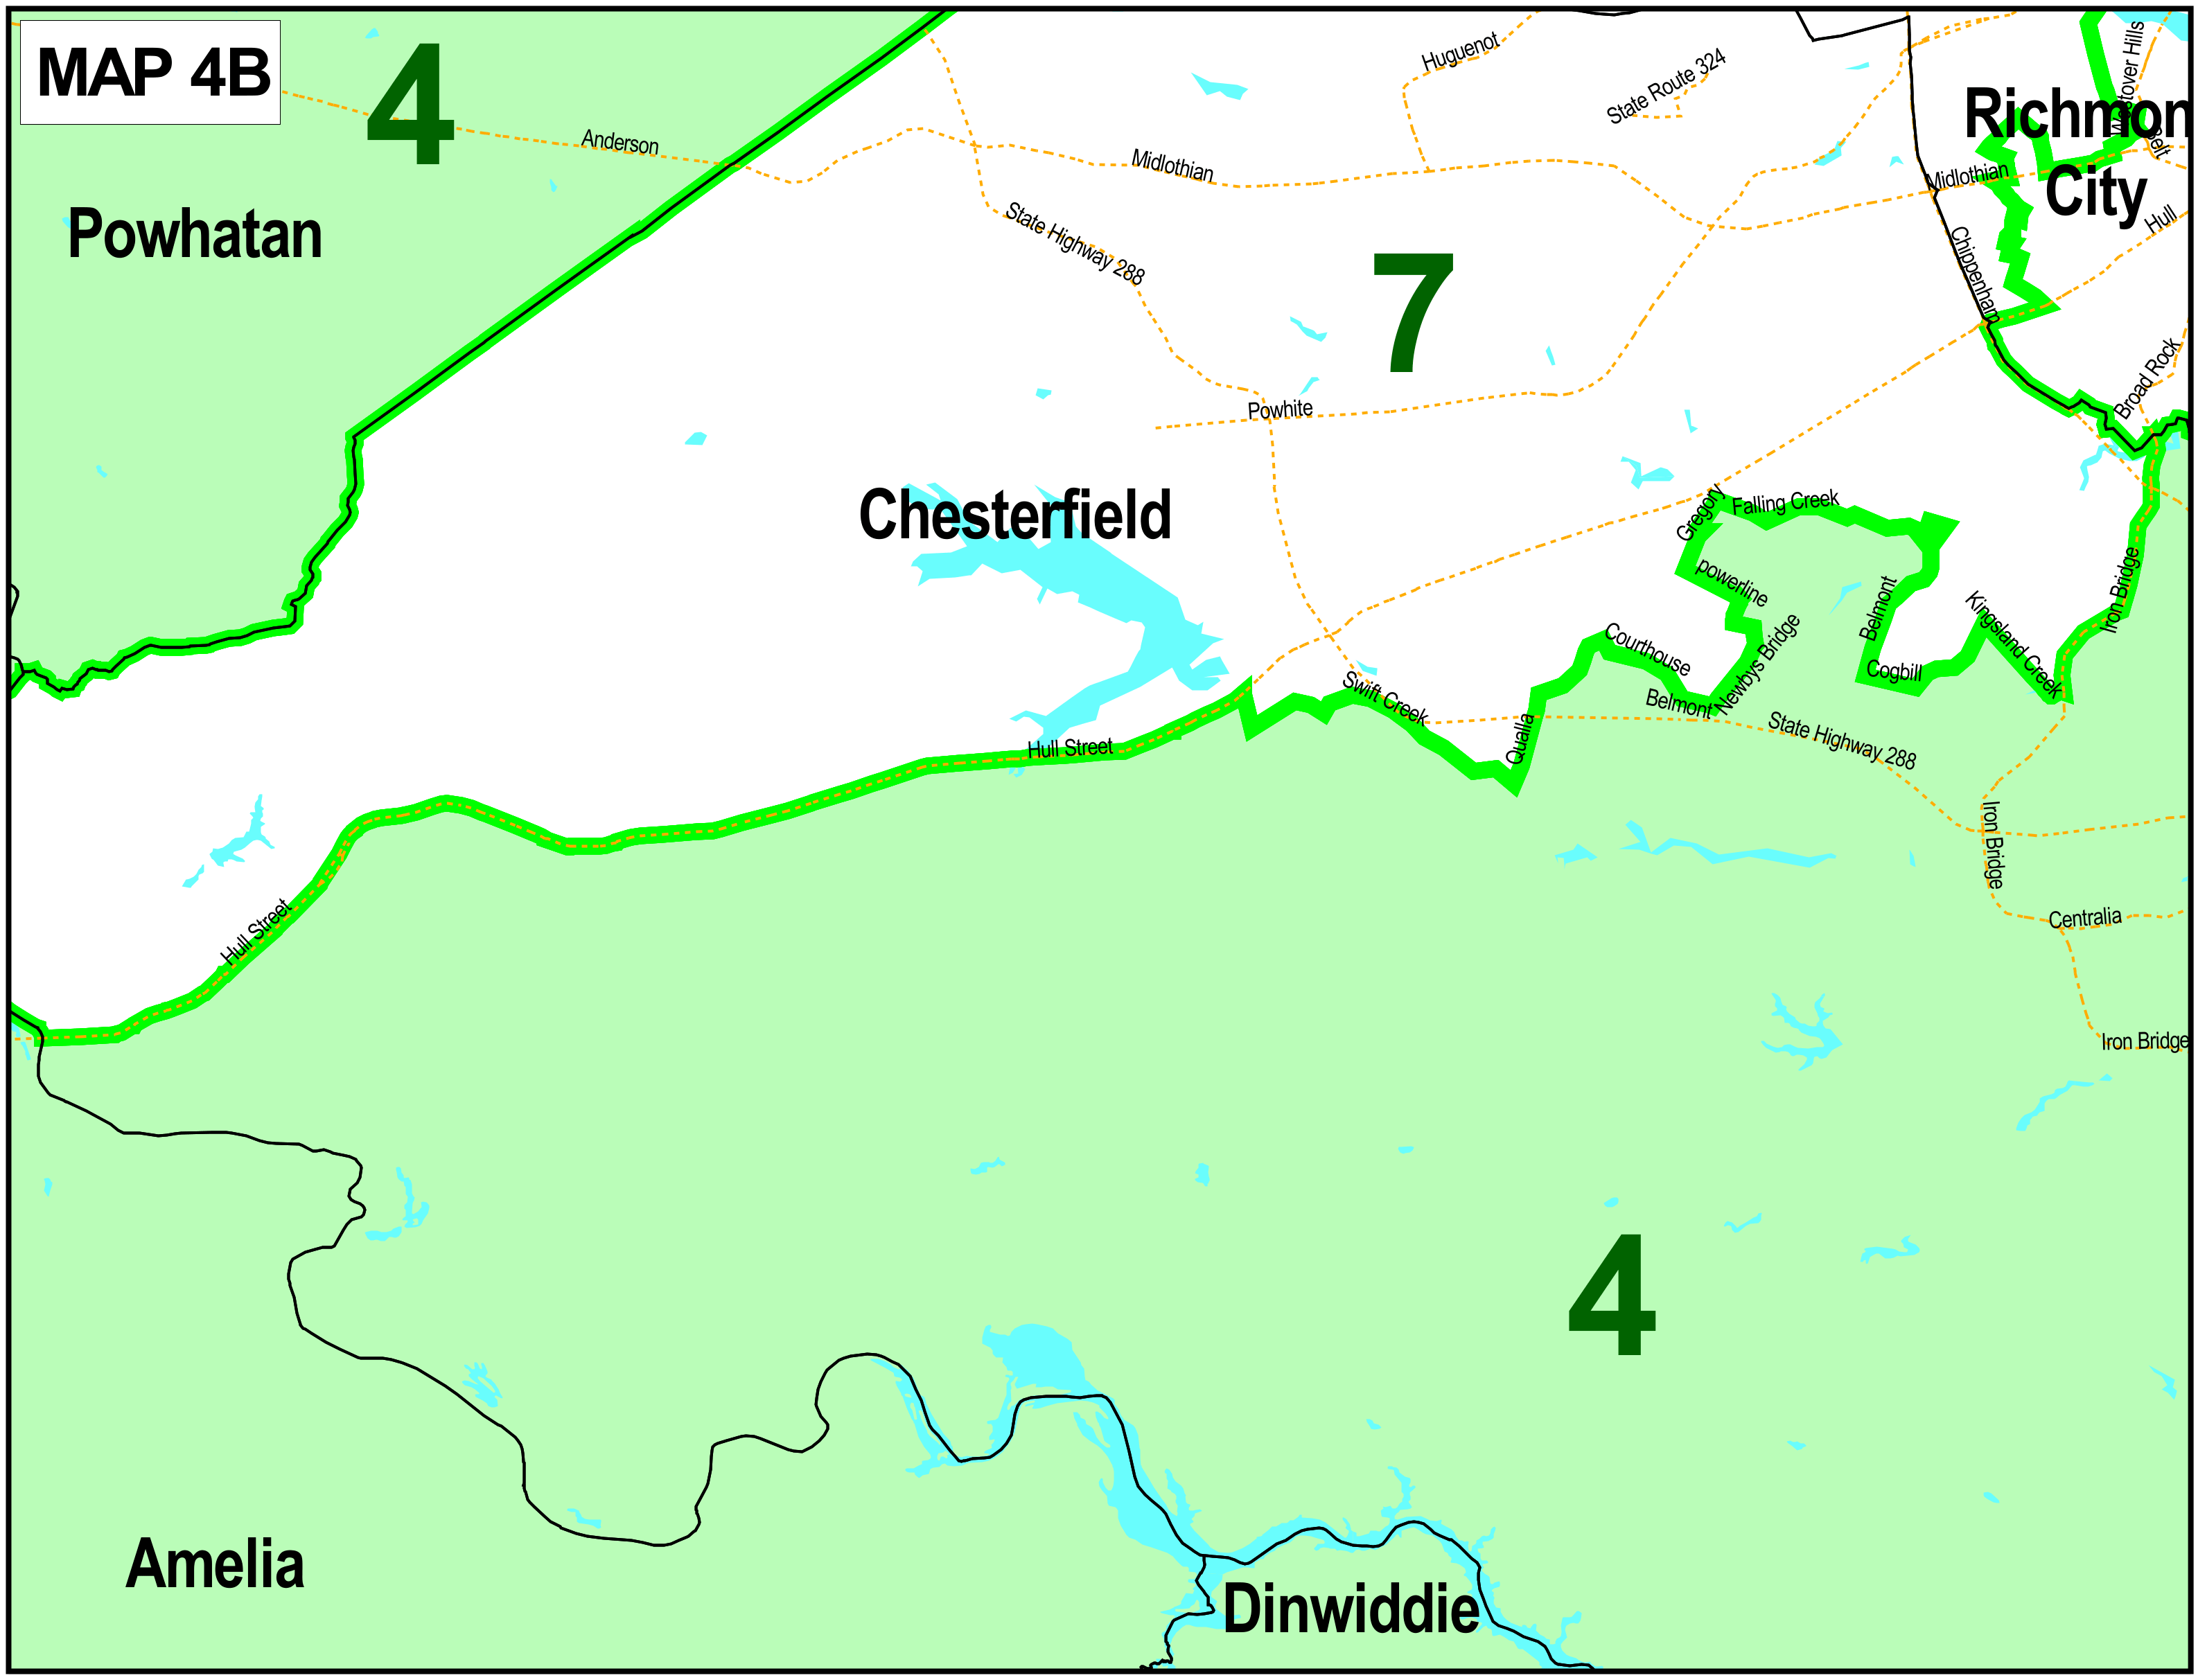 MAP 4B
4
Huguenot
State Route 324
Westover Hills
Richmon
Belt
Anderson
Midlothian
Midlothian
City
Powhatan
State Highway 288
7
Chippenham
Hull
Powhite
Broad Rock
Chesterfield
Gregory
Falling Creek
powerline
Belmont
Iron Bridge
Kingsland Creek
Courthouse
Newbys Bridge
Cogbill
Swift Creek
Belmont
Qualla
State Highway 288
Hull Street
Iron Bridge
Hull Street
Centralia
Iron Bridge
4
Amelia
Dinwiddie